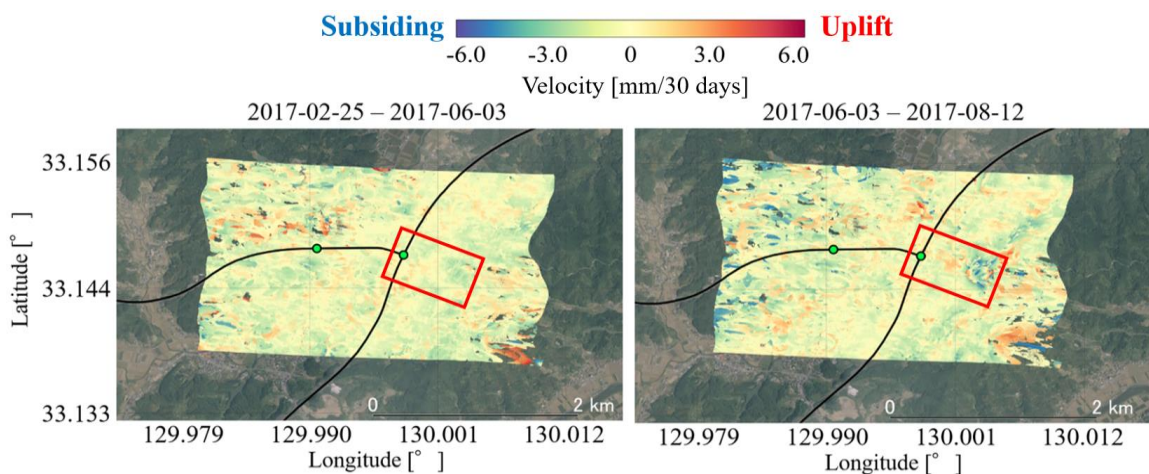 Subsiding Uplift
-6.0 -3.0 0 3.0 6.0
Velocity [mm/30 days]
2017-02-25 – 2017-06-03 2017-06-03 – 2017-08-12
33.156
33.144
33.133
Latitude [°]
0 2 km 0 2 km
129.979 129.990 130.001 130.012 129.979 129.990 130.001 130.012
Longitude [°] Longitude [°]